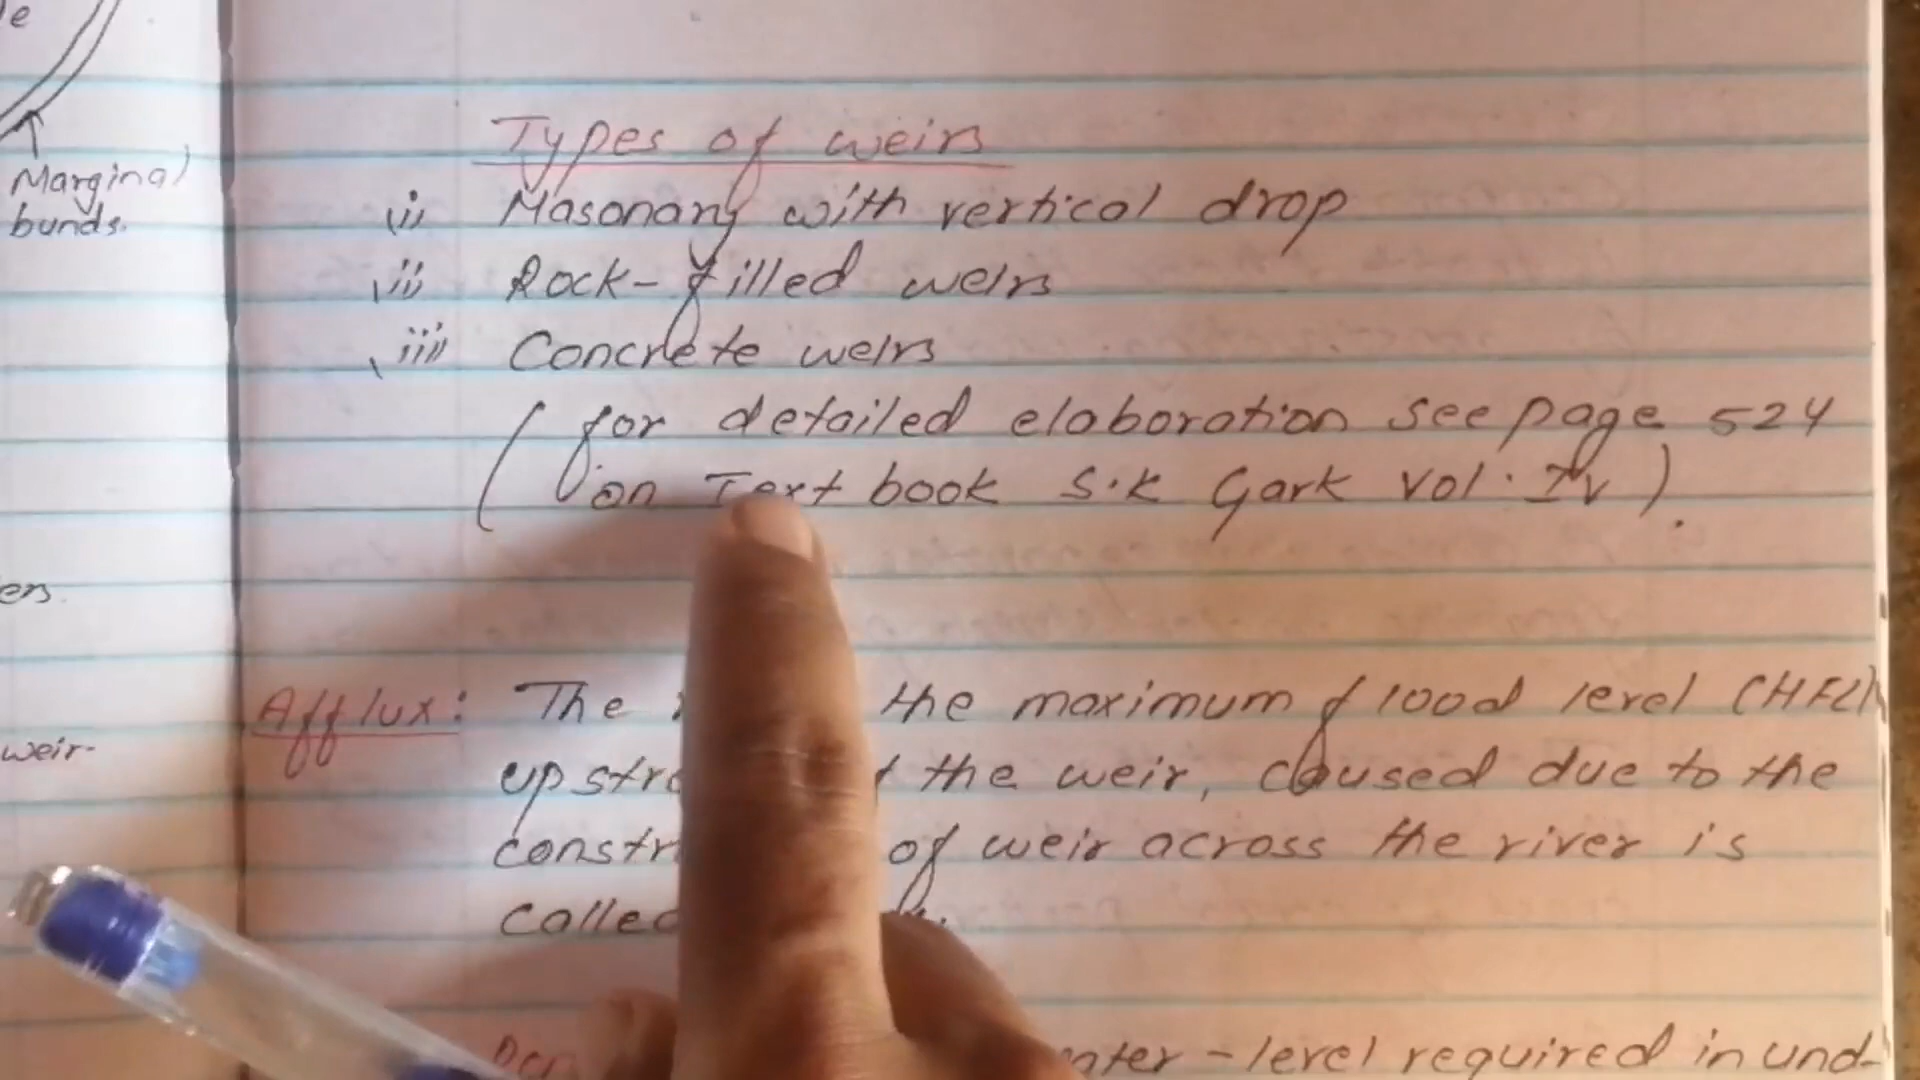 e
Marginal
bunds.
ers.
weir-
Types of weirs
(i) Masonary with vertical drop
(ii) Rock-filled weirs
(iii) Concrete weirs
(for detailed elaboration see page 524
on Text book S.K Gark Vol. IV).
Afflux: The the maximum flood level (HFL)
the weir, caused due to the
of weir across the river is
called
-level required in und-